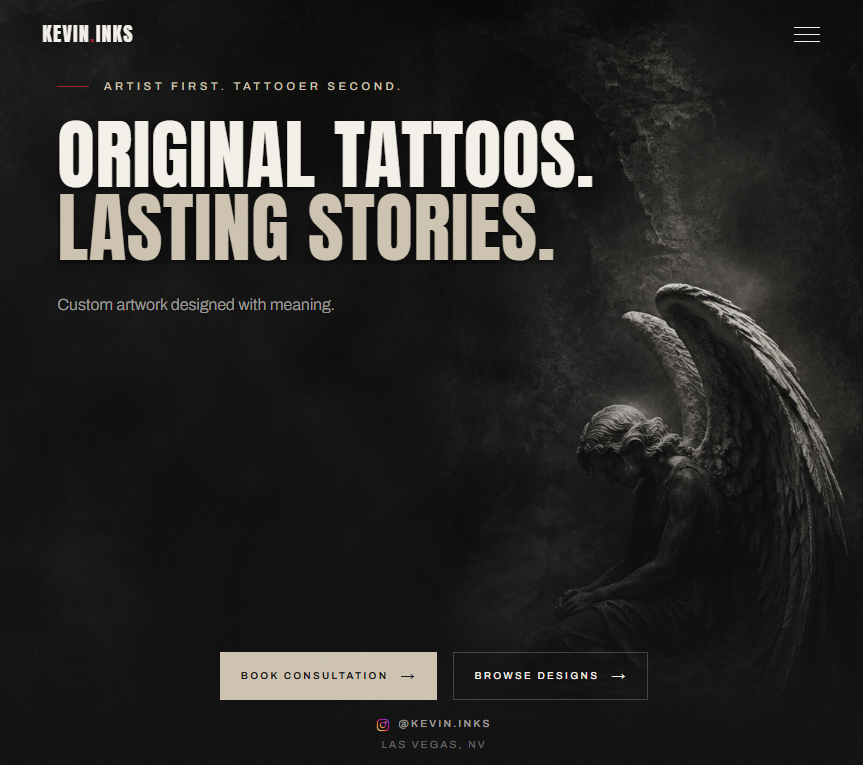 KEVIN.INKS
ARTIST FIRST. TATTOOER SECOND.
ORIGINAL TATTOOS.
LASTING STORIES.
Custom artwork designed with meaning.
BOOK CONSULTATION →
BROWSE DESIGNS →
@KEVIN.INKS
LAS VEGAS, NV